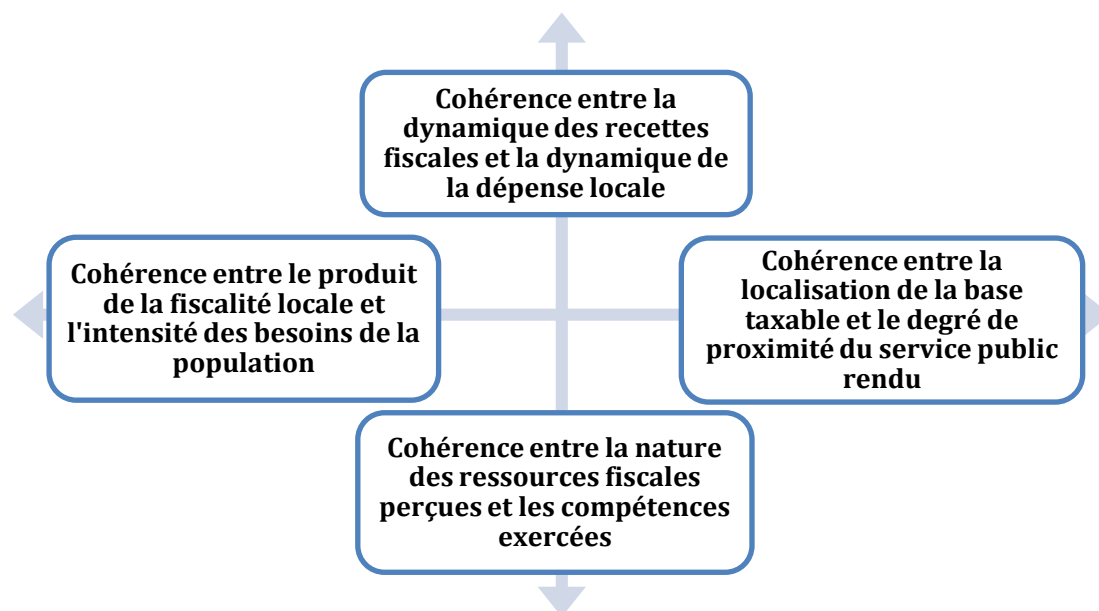 Cohérence entre la
dynamique des recettes
fiscales et la dynamique de
la dépense locale
Cohérence entre le produit
de la fiscalité locale et
l'intensité des besoins de la
population
Cohérence entre la
localisation de la base
taxable et le degré de
proximité du service public
rendu
Cohérence entre la nature
des ressources fiscales
perçues et les compétences
exercées